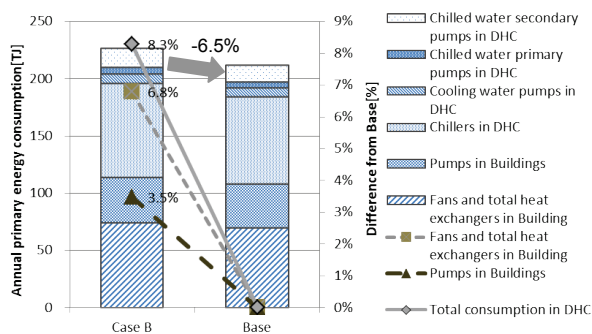 Annual primary energy consumption[TJ]
250
200
150
100
50
0
8.3%
6.8%
3.5%
-6.5%
Case B
Base
9%
8%
7%
6%
5%
4%
3%
2%
1%
0%
Difference from Base[%]
Chilled water secondary
pumps in DHC
Chilled water primary
pumps in DHC
Cooling water pumps in
DHC
Chillers in DHC
Pumps in Buildings
Fans and total heat
exchangers in Building
Fans and total heat
exchangers in Building
Pumps in Buildings
Total consumption in DHC